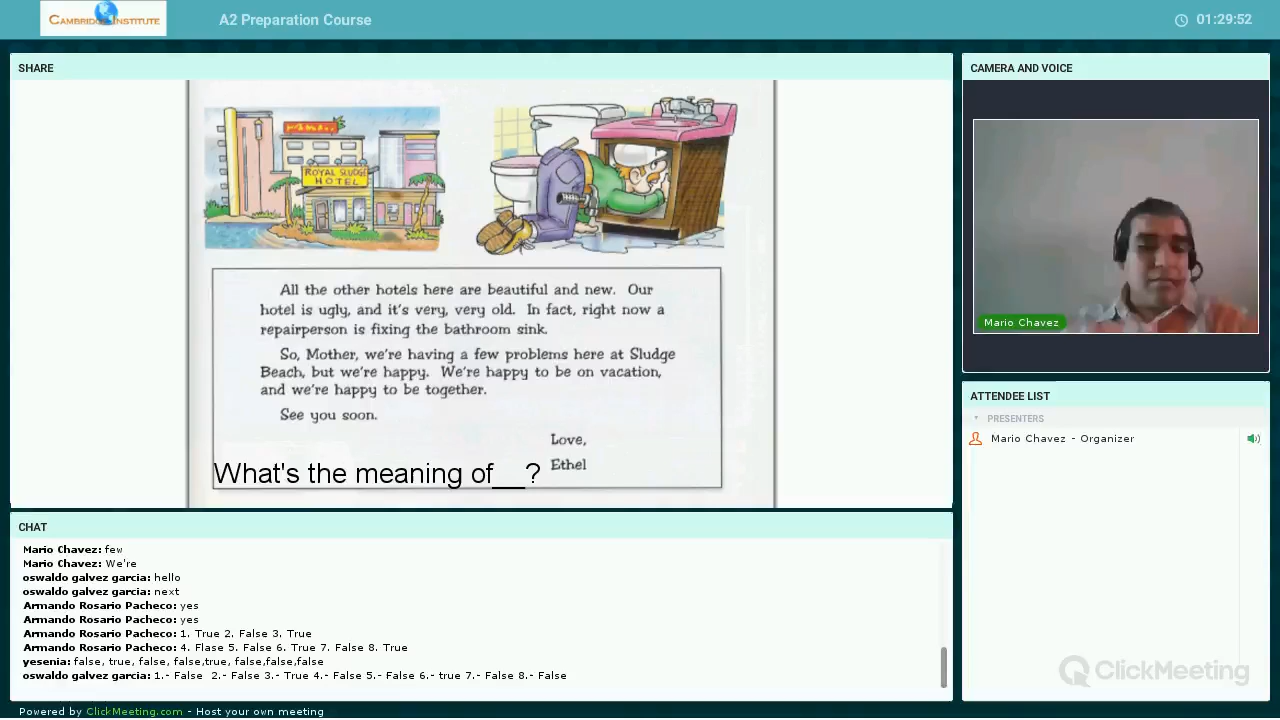 CAMBRIDGE INSTITUTE
A2 Preparation Course
01:29:52
SHARE
ROYAL SLUDGE
HOTEL
All the other hotels here are beautiful and new. Our
hotel is ugly, and it's very, very old. In fact, right now a
repairperson is fixing the bathroom sink.
So, Mother, we're having a few problems here at Sludge
Beach, but we're happy. We're happy to be on vacation,
and we're happy to be together.
See you soon.
Love,
Ethel
What's the meaning of__?
CAMERA AND VOICE
Mario Chavez
ATTENDEE LIST
PRESENTERS
Mario Chavez - Organizer
CHAT
Mario Chavez: few
Mario Chavez: We're
oswaldo galvez garcia: hello
oswaldo galvez garcia: next
Armando Rosario Pacheco: yes
Armando Rosario Pacheco: yes
Armando Rosario Pacheco: 1. True 2. False 3. True
Armando Rosario Pacheco: 4. Flase 5. False 6. True 7. False 8. True
yesenia: false, true, false, false,true, false,false,false
oswaldo galvez garcia: 1.- False 2.- False 3.- True 4.- False 5.- False 6.- true 7.- False 8.- False
ClickMeeting
Powered by ClickMeeting.com - Host your own meeting